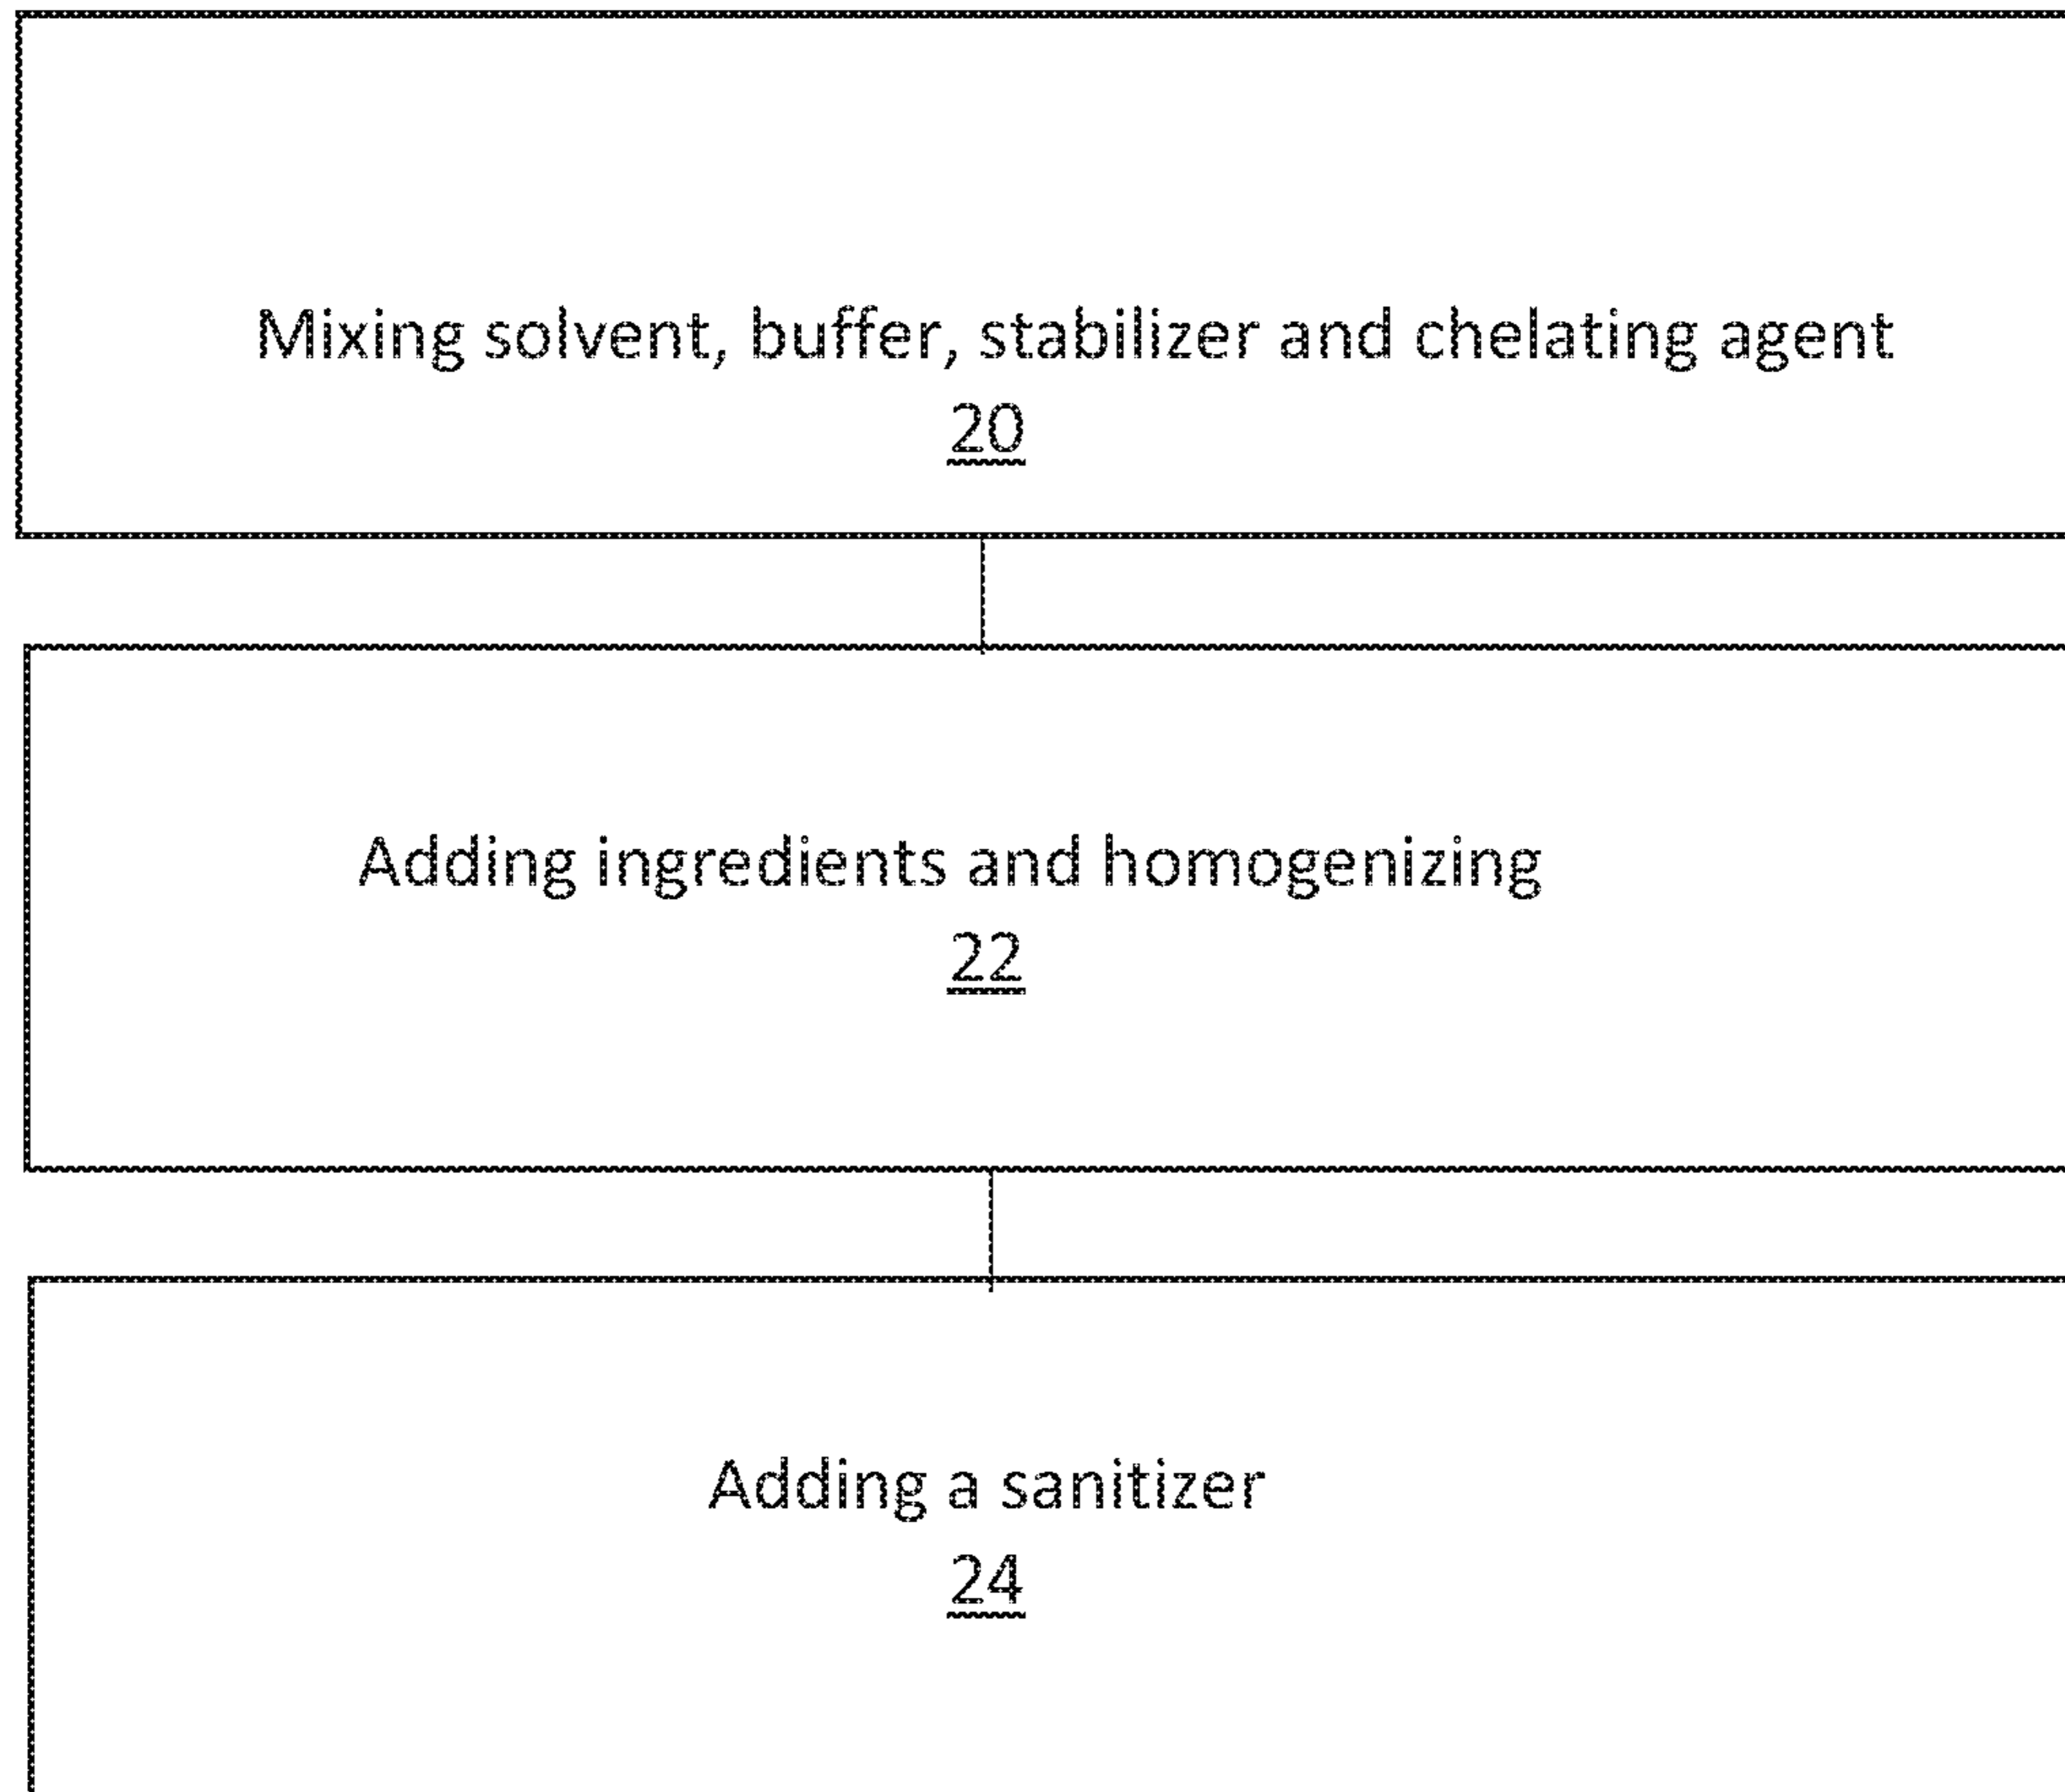 Mixing solvent, buffer, stabilizer and chelating agent
20
Adding ingredients and homogenizing
22
Adding a sanitizer
24